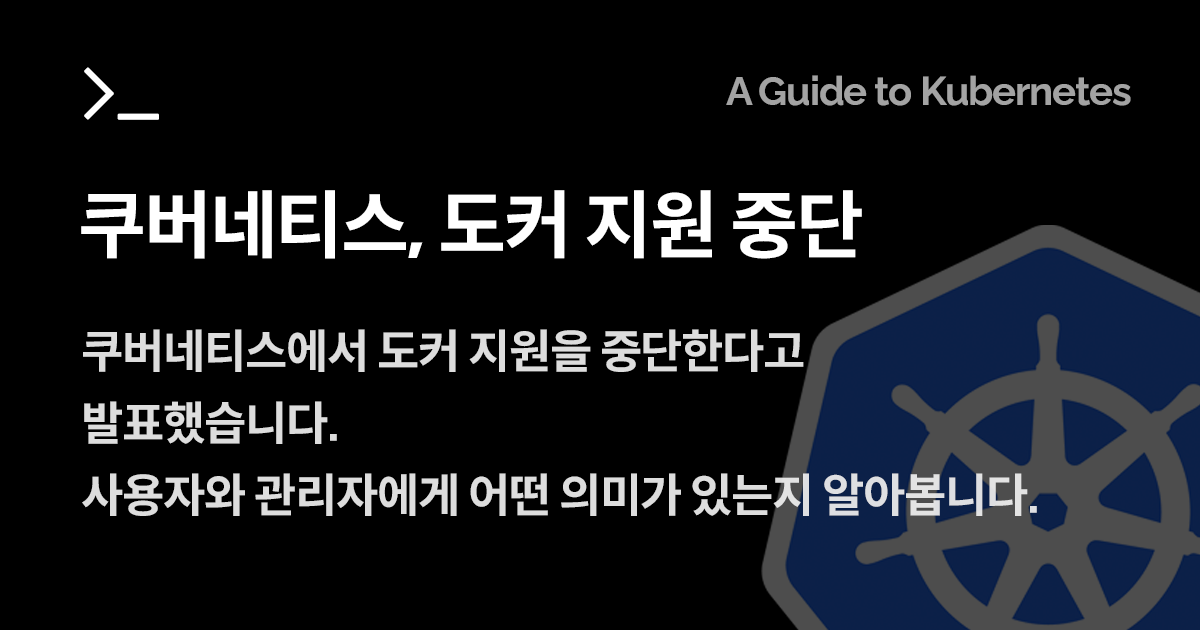 >_
A Guide to Kubernetes
쿠버네티스, 도커 지원 중단
쿠버네티스에서 도커 지원을 중단한다고
발표했습니다.
사용자와 관리자에게 어떤 의미가 있는지 알아봅니다.